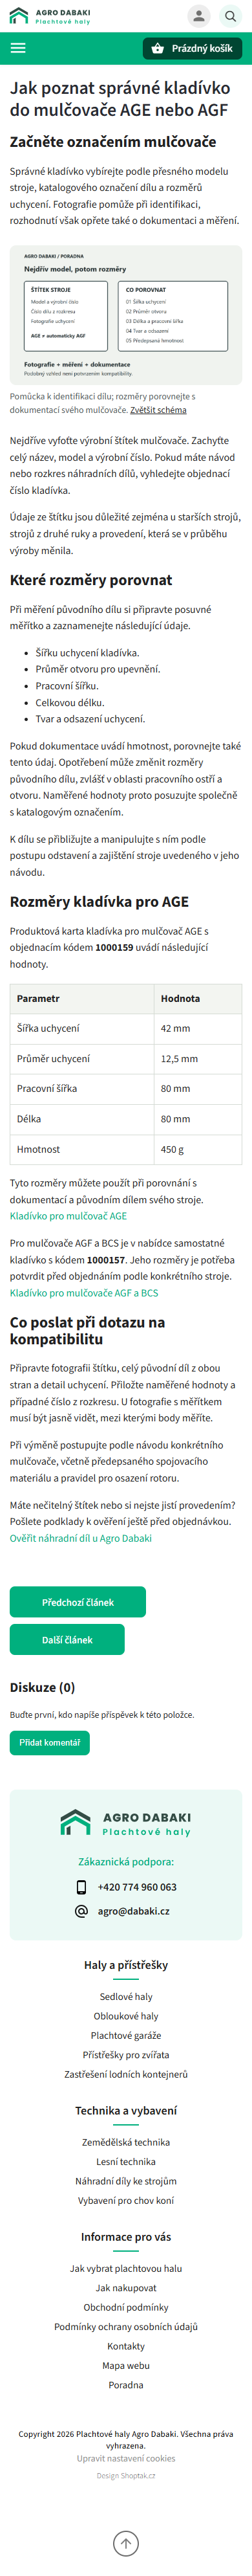 AGRO DABAKI
Plachtové haly
Prázdný košík
Jak poznat správné kladívko
do mulčovače AGE nebo AGF
Začněte označením mulčovače
Správné kladívko vybírejte podle přesného modelu
stroje, katalogového označení dílu a rozměrů
uchycení. Fotografie pomůže při identifikaci,
rozhodnutí však opřete také o dokumentaci a měření.
AGRO DABAKI / PORADNA
Nejdřív model, potom rozměry
ŠTÍTEK STROJE
Model a výrobní číslo
Číslo dílu z rozkresu
Fotografie uchycení
AGE ≠ automaticky AGF
CO POROVNAT
01 Šířka uchycení
02 Průměr otvoru
03 Délka a pracovní šířka
04 Tvar a odsazení
05 Předepsaná hmotnost
Fotografie + měření + dokumentace
Podobný vzhled není potvrzením kompatibility.
Pomůcka k identifikaci dílu; rozměry porovnejte s
dokumentací svého mulčovače. Zvětšit schéma
Nejdříve vyfoťte výrobní štítek mulčovače. Zachyťte
celý název, model a výrobní číslo. Pokud máte návod
nebo rozkres náhradních dílů, vyhledejte objednací
číslo kladívka.
Údaje ze štítku jsou důležité zejména u starších strojů,
strojů z druhé ruky a provedení, která se v průběhu
výroby měnila.
Které rozměry porovnat
Při měření původního dílu si připravte posuvné
měřítko a zaznamenejte následující údaje.
• Šířku uchycení kladívka.
• Průměr otvoru pro upevnění.
• Pracovní šířku.
• Celkovou délku.
• Tvar a odsazení uchycení.
Pokud dokumentace uvádí hmotnost, porovnejte také
tento údaj. Opotřebení může změnit rozměry
původního dílu, zvlášť v oblasti pracovního ostří a
otvoru. Naměřené hodnoty proto posuzujte společně
s katalogovým označením.
K dílu se přibližujte a manipulujte s ním podle
postupu odstavení a zajištění stroje uvedeného v jeho
návodu.
Rozměry kladívka pro AGE
Produktová karta kladívka pro mulčovač AGE s
objednacím kódem 1000159 uvádí následující
hodnoty.
Parametr Hodnota
Šířka uchycení 42 mm
Průměr uchycení 12,5 mm
Pracovní šířka 80 mm
Délka 80 mm
Hmotnost 450 g
Tyto rozměry můžete použít při porovnání s
dokumentací a původním dílem svého stroje.
Kladívko pro mulčovač AGE
Pro mulčovače AGF a BCS je v nabídce samostatné
kladívko s kódem 1000157. Jeho rozměry je potřeba
potvrdit před objednáním podle konkrétního stroje.
Kladívko pro mulčovače AGF a BCS
Co poslat při dotazu na
kompatibilitu
Připravte fotografii štítku, celý původní díl z obou
stran a detail uchycení. Přiložte naměřené hodnoty a
případné číslo z rozkresu. U fotografie s měřítkem
musí být jasně vidět, mezi kterými body měříte.
Při výměně postupujte podle návodu konkrétního
mulčovače, včetně předepsaného spojovacího
materiálu a pravidel pro osazení rotoru.
Máte nečitelný štítek nebo si nejste jistí provedením?
Pošlete podklady k ověření ještě před objednávkou.
Ověřit náhradní díl u Agro Dabaki
Předchozí článek
Další článek
Diskuze (0)
Buďte první, kdo napíše příspěvek k této položce.
Přidat komentář
AGRO DABAKI
Plachtové haly
Zákaznická podpora:
+420 774 960 063
agro@dabaki.cz
Haly a přístřešky
Sedlové haly
Obloukové haly
Plachtové garáže
Přístřešky pro zvířata
Zastřešení lodních kontejnerů
Technika a vybavení
Zemědělská technika
Lesní technika
Náhradní díly ke strojům
Vybavení pro chov koní
Informace pro vás
Jak vybrat plachtovou halu
Jak nakupovat
Obchodní podmínky
Podmínky ochrany osobních údajů
Kontakty
Mapa webu
Poradna
Copyright 2026 Plachtové haly Agro Dabaki. Všechna práva
vyhrazena.
Upravit nastavení cookies
Design Shoptak.cz